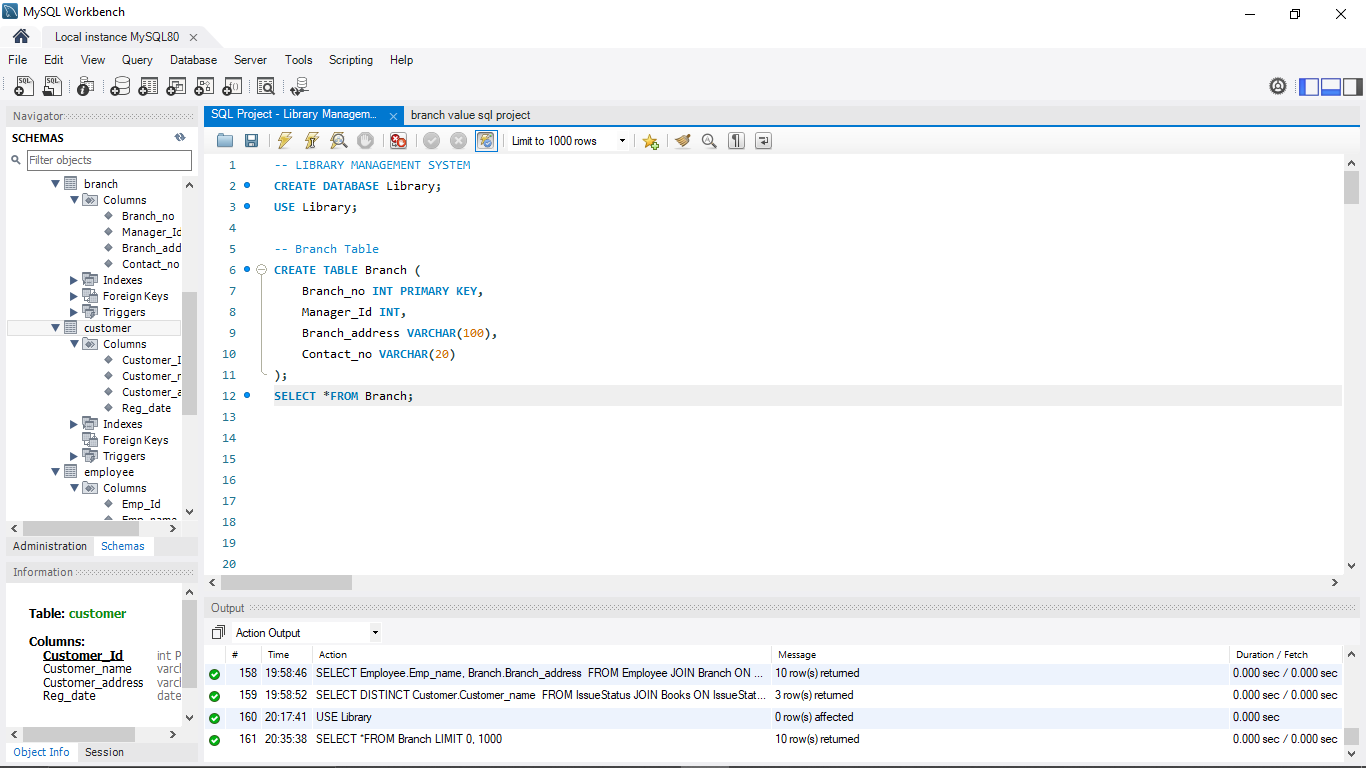 MySQL Workbench
Local instance MySQL80
File Edit View Query Database Server Tools Scripting Help
Navigator
SCHEMAS
Filter objects
branch
Columns
Branch_no
Manager_Id
Branch_add
Contact_no
Indexes
Foreign Keys
Triggers
customer
Columns
Customer_I
Customer_r
Customer_a
Reg_date
Indexes
Foreign Keys
Triggers
employee
Columns
Emp_Id
Emp_name
Administration Schemas
Information
Table: customer
Columns:
Customer_Id int P
Customer_name varcl
Customer_address varcl
Reg_date date
Object Info Session
SQL Project - Library Managem... branch value sql project
Limit to 1000 rows
1 -- LIBRARY MANAGEMENT SYSTEM
2 CREATE DATABASE Library;
3 USE Library;
4
5 -- Branch Table
6 CREATE TABLE Branch (
7 Branch_no INT PRIMARY KEY,
8 Manager_Id INT,
9 Branch_address VARCHAR(100),
10 Contact_no VARCHAR(20)
11 );
12 SELECT *FROM Branch;
13
14
15
16
17
18
19
20
Output
Action Output
# Time Action Message Duration / Fetch
158 19:58:46 SELECT Employee.Emp_name, Branch.Branch_address FROM Employee JOIN Branch ON ... 10 row(s) returned 0.000 sec / 0.000 sec
159 19:58:52 SELECT DISTINCT Customer.Customer_name FROM IssueStatus JOIN Books ON IssueStat... 3 row(s) returned 0.000 sec / 0.000 sec
160 20:17:41 USE Library 0 row(s) affected 0.000 sec
161 20:35:38 SELECT *FROM Branch LIMIT 0, 1000 10 row(s) returned 0.000 sec / 0.000 sec